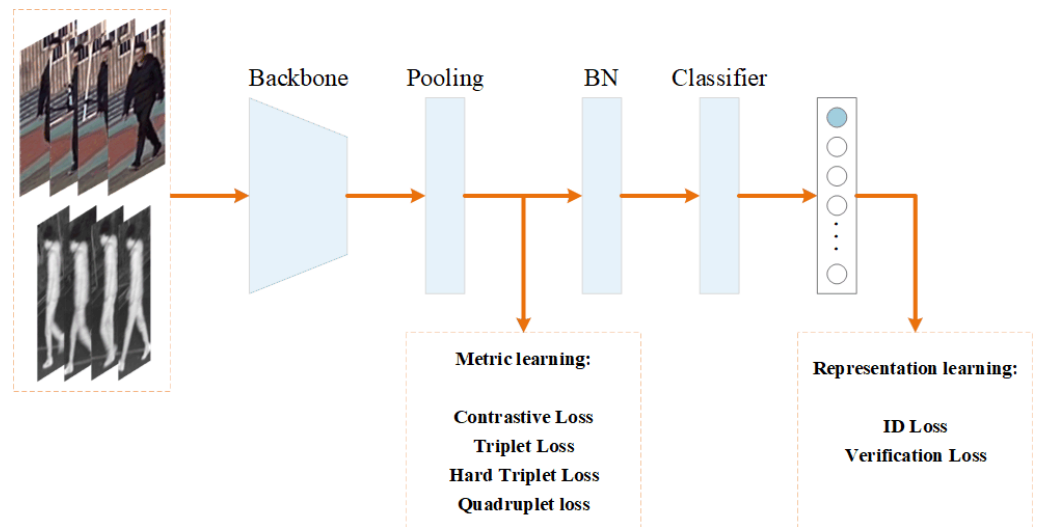 Backbone
Pooling
BN
Classifier
Metric learning:
Contrastive Loss
Triplet Loss
Hard Triplet Loss
Quadruplet loss
Representation learning:
ID Loss
Verification Loss